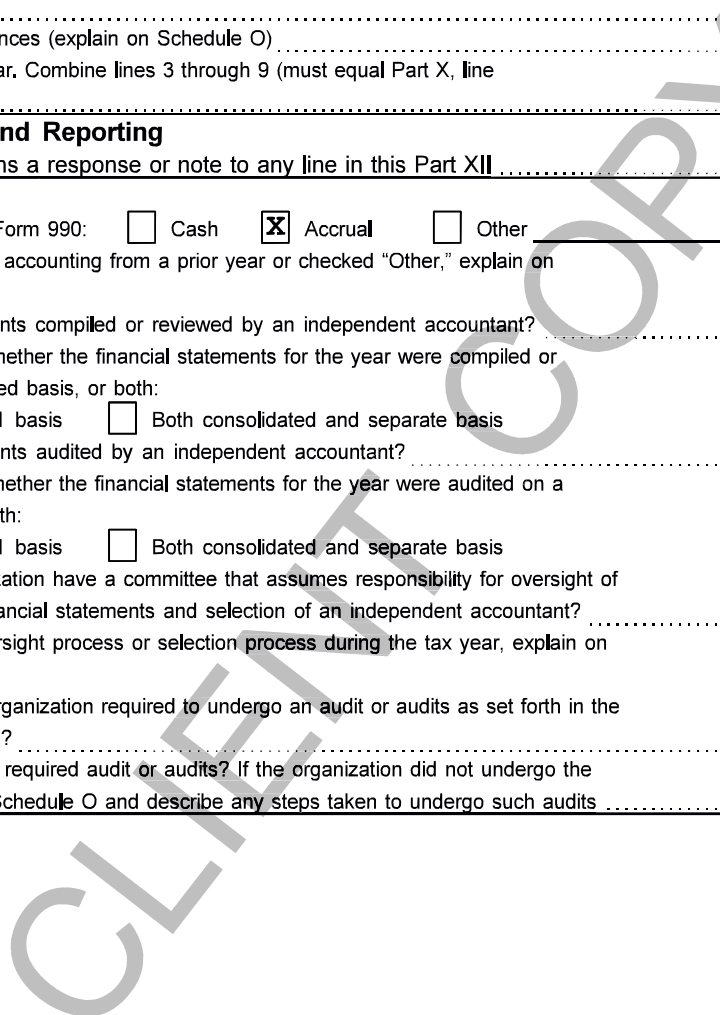 nces (explain on Schedule O)
ar. Combine lines 3 through 9 (must equal Part X, line
nd Reporting
ns a response or note to any line in this Part XII
Form 990: Cash X Accrual Other
accounting from a prior year or checked “Other,” explain on
nts compiled or reviewed by an independent accountant?
hether the financial statements for the year were compiled or
ed basis, or both:
d basis Both consolidated and separate basis
nts audited by an independent accountant?
hether the financial statements for the year were audited on a
th:
d basis Both consolidated and separate basis
zation have a committee that assumes responsibility for oversight of
ancial statements and selection of an independent accountant?
rsight process or selection process during the tax year, explain on
rganization required to undergo an audit or audits as set forth in the
?
required audit or audits? If the organization did not undergo the
Schedule O and describe any steps taken to undergo such audits
CLIENT COPY